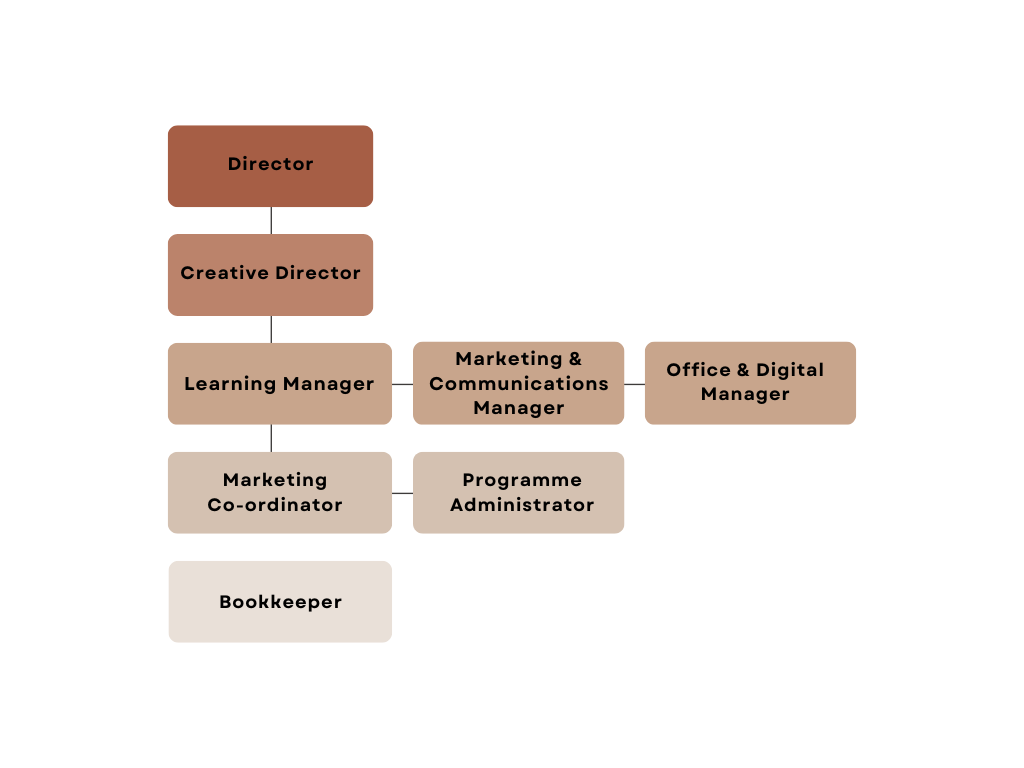 Director
Creative Director
Learning Manager
Marketing &
Communications
Manager
Office & Digital
Manager
Marketing
Co-ordinator
Programme
Administrator
Bookkeeper